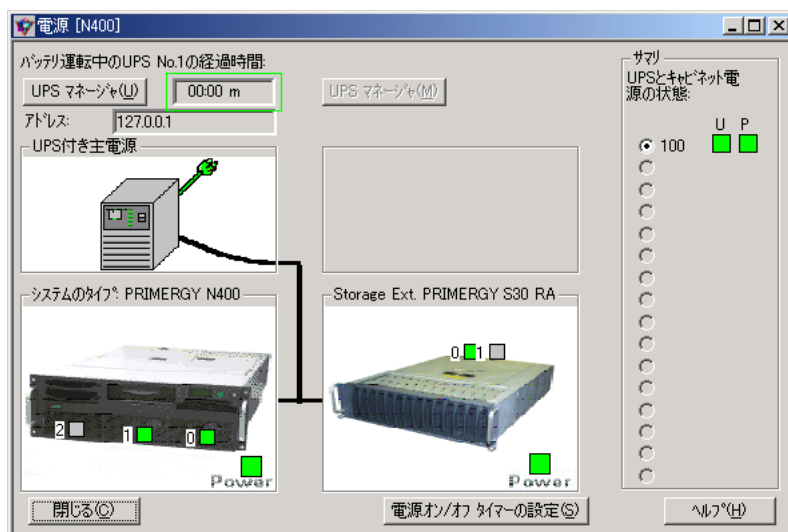 電源 [N400]
バッテリ運転中のUPS No.1の経過時間:
UPS マネージャ(U)
00:00 m
UPS マネージャ(M)
アドレス:
127.0.0.1
サマリ
UPSとキャビネット電
源の状態:
U P
100
UPS付き主電源
システムのタイプ: PRIMERGY N400
Storage Ext. PRIMERGY S30 RA
0 1
2 1 0
Power
Power
閉じる(C)
電源オン/オフ タイマーの設定(S)
ヘルプ(H)